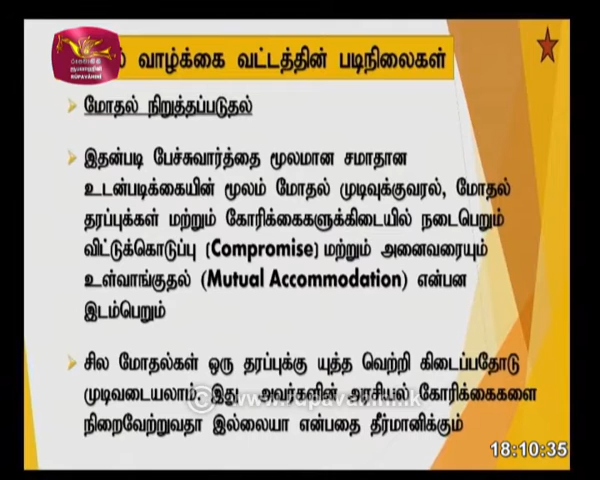 ல் வாழ்க்கை வட்டத்தின் படிநிலைகள்
மோதல் நிறுத்தப்படுதல்
இதன்படி பேச்சுவார்த்தை மூலமான சமாதான
உடன்படிக்கையின் மூலம் மோதல் முடிவுக்குவரல், மோதல்
தரப்புக்கள் மற்றும் கோரிக்கைகளுக்கிடையில் நடைபெறும்
விட்டுக்கொடுப்பு (Compromise) மற்றும் அனைவரையும்
உள்வாங்குதல் (Mutual Accommodation) என்பன
இடம்பெறும்
சில மோதல்கள் ஒரு தரப்புக்கு யுத்த வெற்றி கிடைப்பதோடு
முடிவடையலாம் இது அவர்களின் அரசியல் கோரிக்கைகளை
நிறைவேற்றுவதா இல்லையா என்பதை தீர்மானிக்கும்
RUPAVAHINI
18:10:35